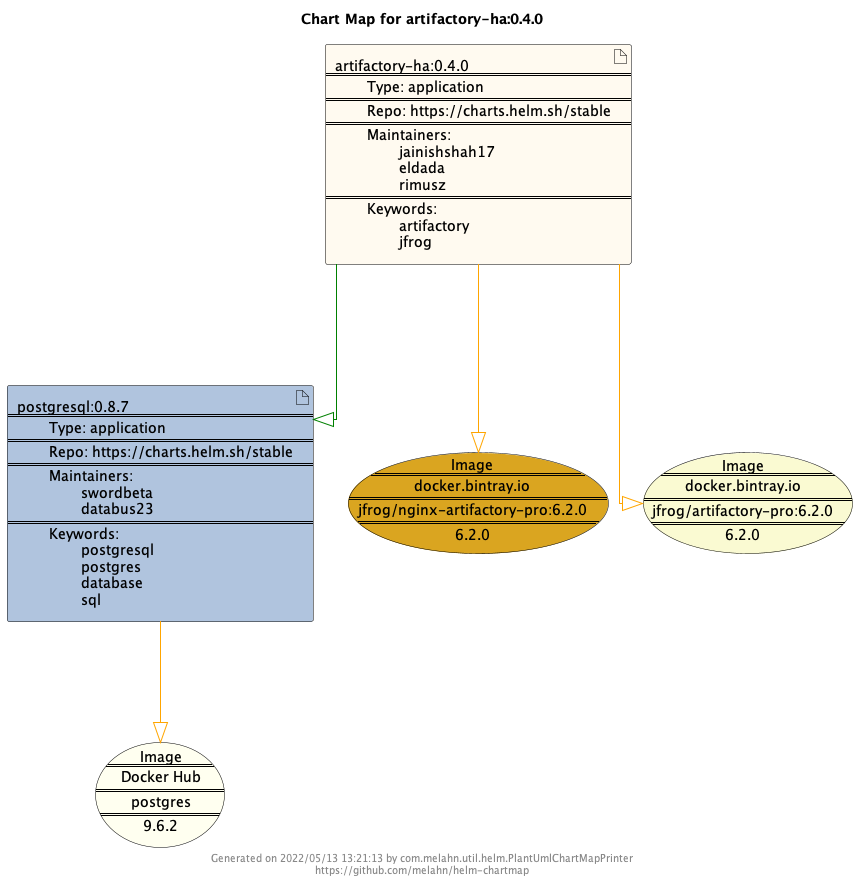 Chart Map for artifactory-ha:0.4.0
artifactory-ha:0.4.0
Type: application
Repo: https://charts.helm.sh/stable
Maintainers:
jainishshah17
eldada
rimusz
Keywords:
artifactory
jfrog
postgresql:0.8.7
Type: application
Repo: https://charts.helm.sh/stable
Maintainers:
swordbeta
databus23
Keywords:
postgresql
postgres
database
sql
Image
docker.bintray.io
jfrog/nginx-artifactory-pro:6.2.0
6.2.0
Image
docker.bintray.io
jfrog/artifactory-pro:6.2.0
6.2.0
Image
Docker Hub
postgres
9.6.2
Generated on 2022/05/13 13:21:13 by com.melahn.util.helm.PlantUmlChartMapPrinter
https://github.com/melahn/helm-chartmap